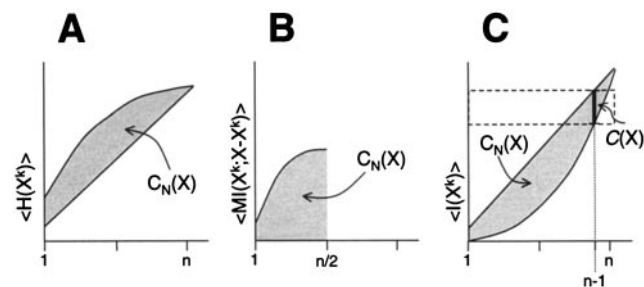 A
B
C
<H(X^k)>
C_N(X)
1
n
<MI(X^k;X-X^k)>
C_N(X)
1
n/2
<I(X^k)>
C_N(X)
C(X)
1
n
n-1